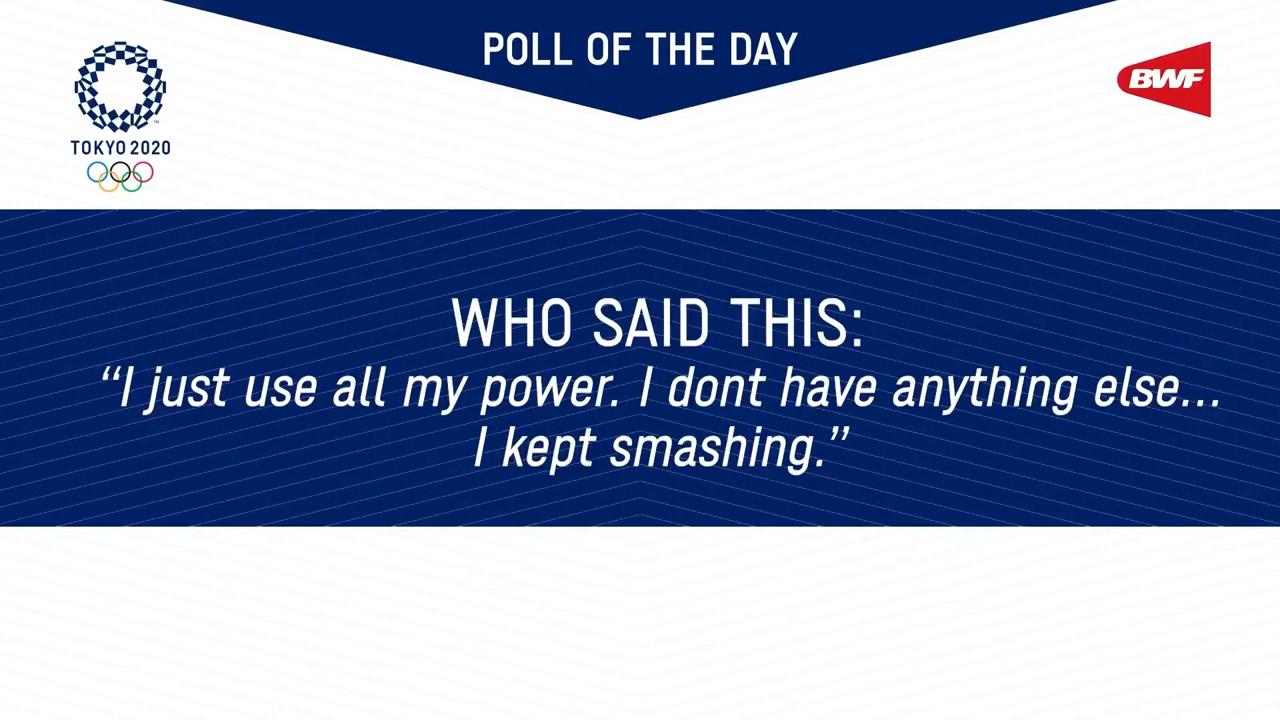 POLL OF THE DAY
BWF
TOKYO 2020
WHO SAID THIS:
“I just use all my power. I dont have anything else...
I kept smashing.”